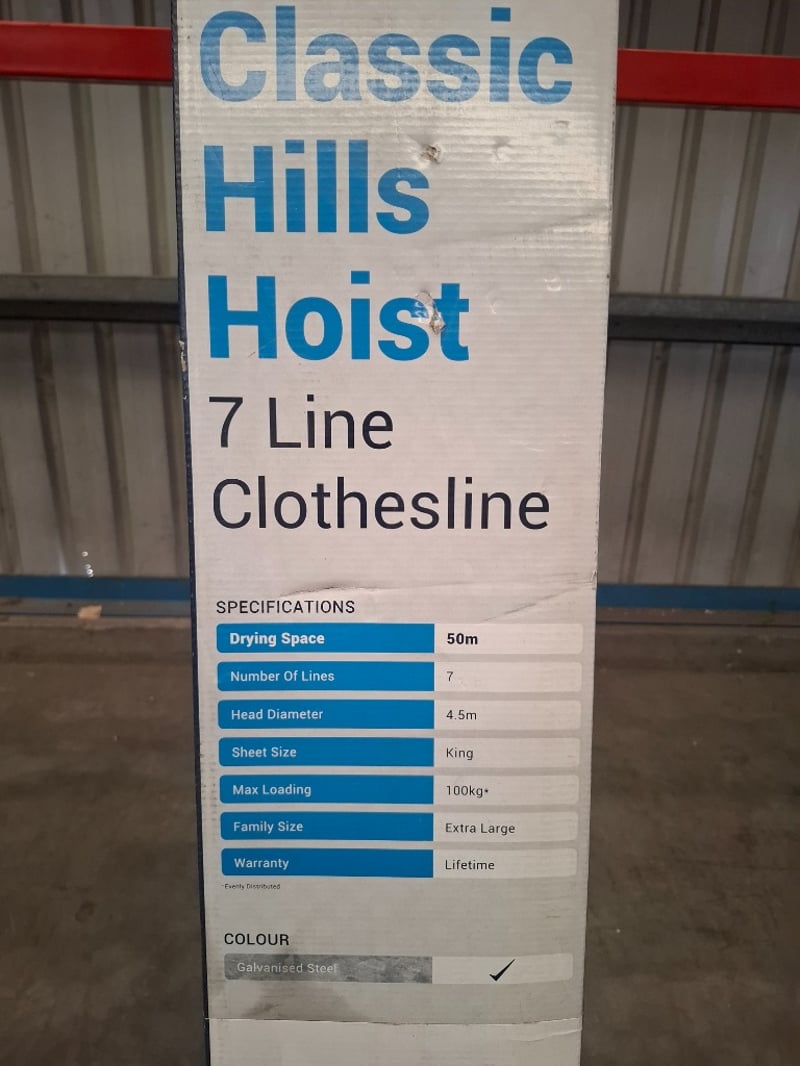 Classic
Hills
Hoist
7 Line
Clothesline
SPECIFICATIONS
Drying Space 50m
Number Of Lines 7
Head Diameter 4.5m
Sheet Size King
Max Loading 100kg*
Family Size Extra Large
Warranty Lifetime
*Evenly Distributed
COLOUR
Galvanised Steel ✓